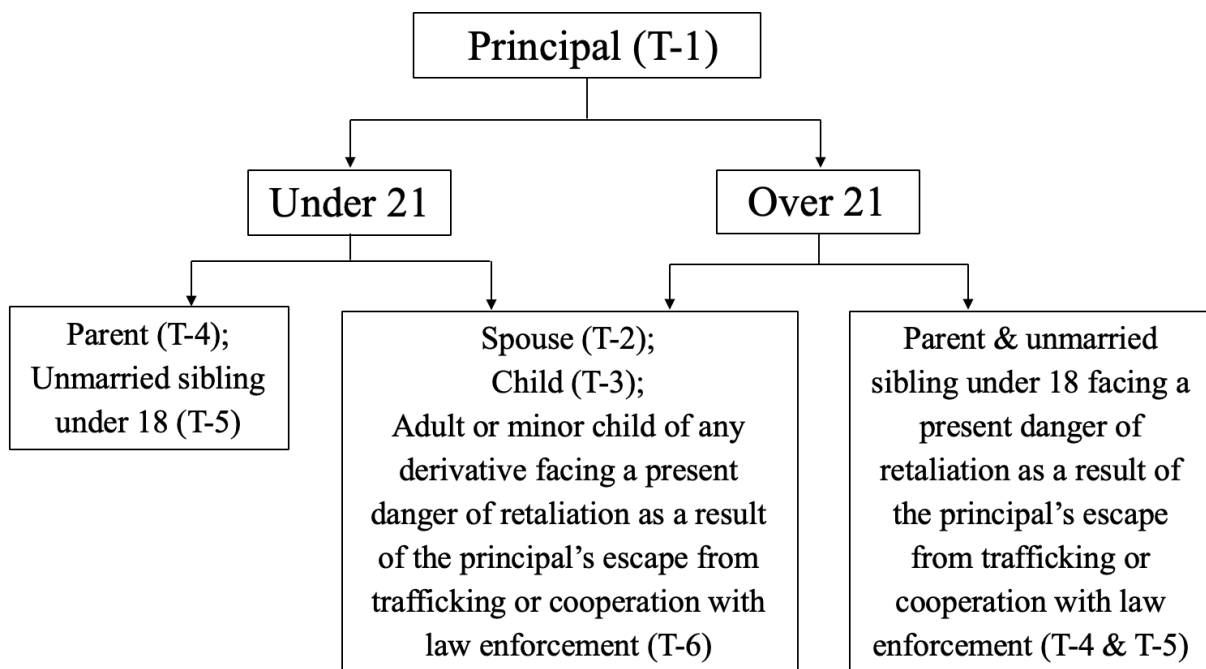 Principal (T-1)
Under 21
Over 21
Parent (T-4);
Unmarried sibling
under 18 (T-5)
Spouse (T-2);
Child (T-3);
Adult or minor child of any
derivative facing a present
danger of retaliation as a result
of the principal’s escape from
trafficking or cooperation with
law enforcement (T-6)
Parent & unmarried
sibling under 18 facing a
present danger of
retaliation as a result of
the principal’s escape
from trafficking or
cooperation with law
enforcement (T-4 & T-5)